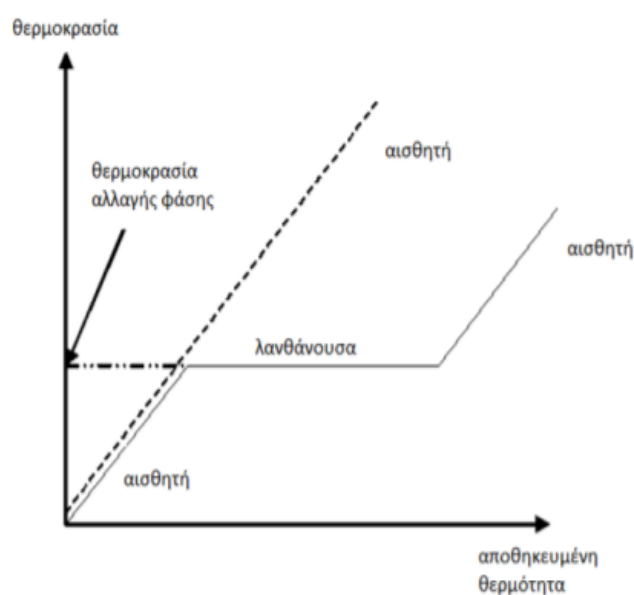 θερμοκρασία
αισθητή
θερμοκρασία
αλλαγής φάσης
αισθητή
λανθάνουσα
αισθητή
αποθηκευμένη
θερμότητα